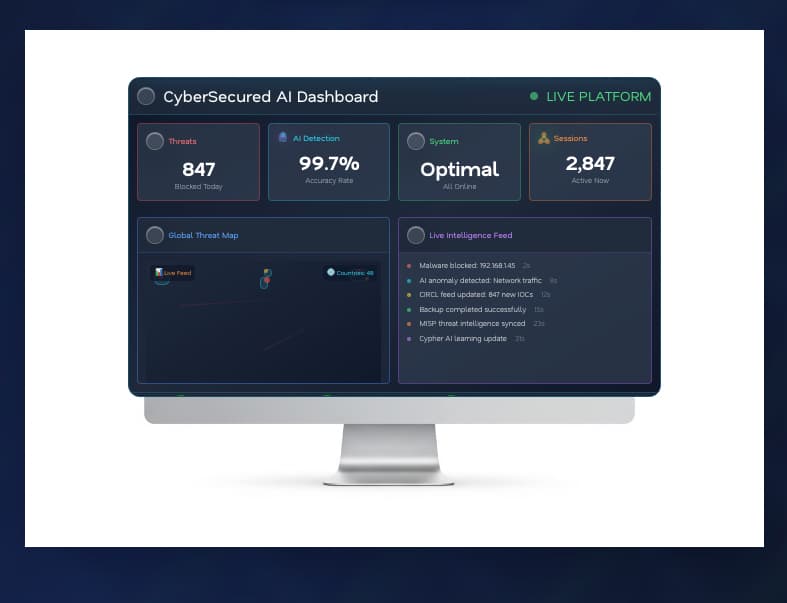 CyberSecured AI Dashboard
LIVE PLATFORM
Threats
847
Blocked Today
AI Detection
99.7%
Accuracy Rate
System
Optimal
All Online
Sessions
2,847
Active Now
Global Threat Map
Live Feed
Countries: 48
Live Intelligence Feed
Malware blocked: 192.168.1.45 2s
AI anomaly detected: Network traffic 8s
CIRCL feed updated: 847 new IOCs 12s
Backup completed successfully 15s
MISP threat intelligence synced 23s
Cypher AI learning update 31s